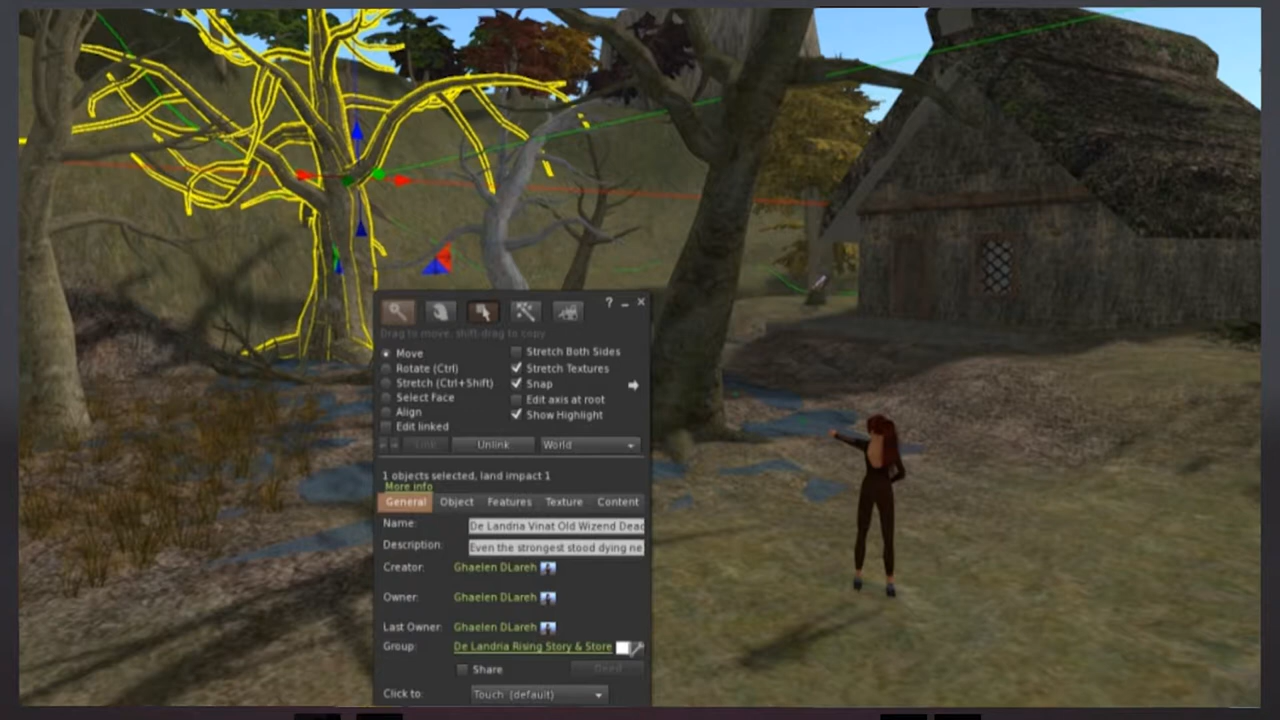 ? _ ×
Drag to move, shift-drag to copy
Move
Stretch Both Sides
Rotate (Ctrl)
Stretch Textures
Stretch (Ctrl+Shift)
Snap
Select Face
Edit axis at root
Align
Show Highlight
Edit linked
Link
Unlink
World
1 objects selected, land impact 1
More info
General Object Features Texture Content
Name: De Landria Vinat Old Wizend Deac
Description: Even the strongest stood dying ne
Creator: Ghaelen DLareh
Owner: Ghaelen DLareh
Last Owner: Ghaelen DLareh
Group: De Landria Rising Story & Store
Share
Deed
Click to: Touch (default)